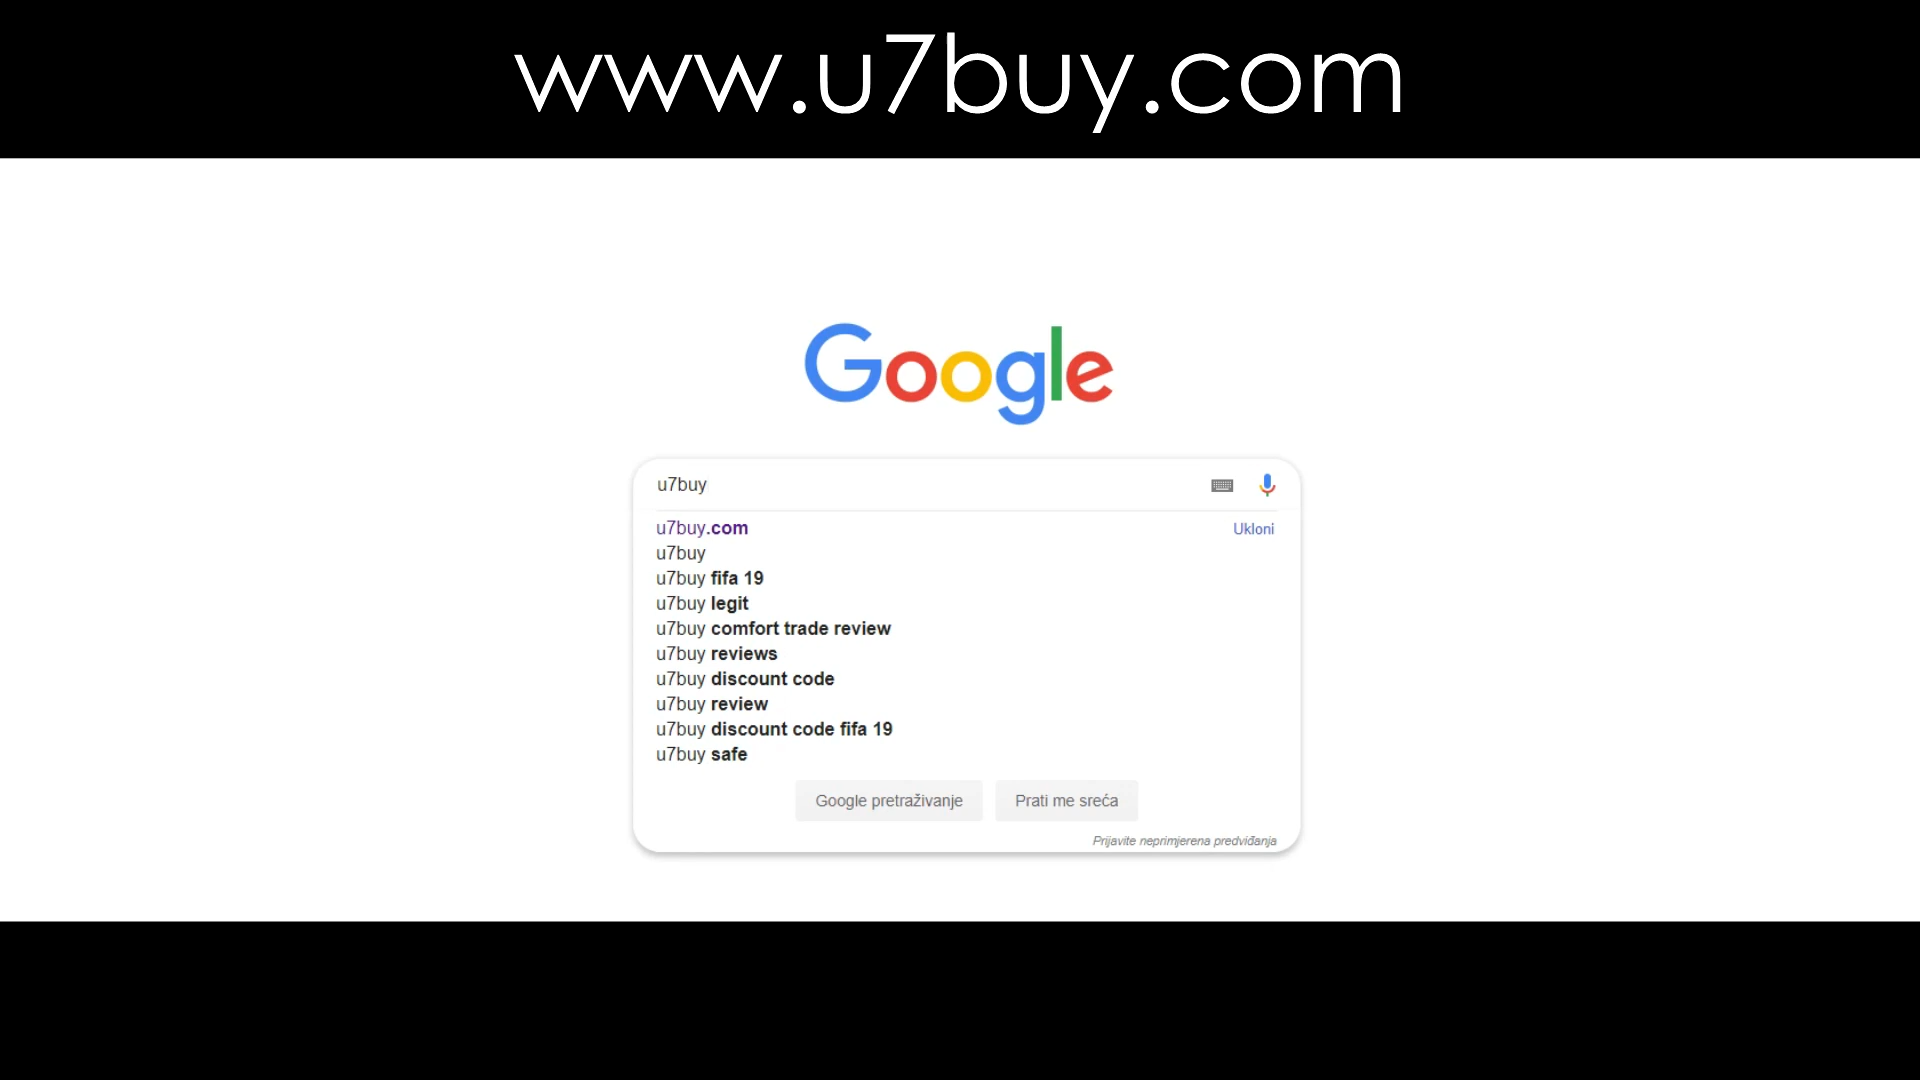 www.u7buy.com
Google
u7buy
u7buy.com Ukloni
u7buy
u7buy fifa 19
u7buy legit
u7buy comfort trade review
u7buy reviews
u7buy discount code
u7buy review
u7buy discount code fifa 19
u7buy safe
Google pretraživanje Prati me sreća
Prijavite neprimjerena predviđanja